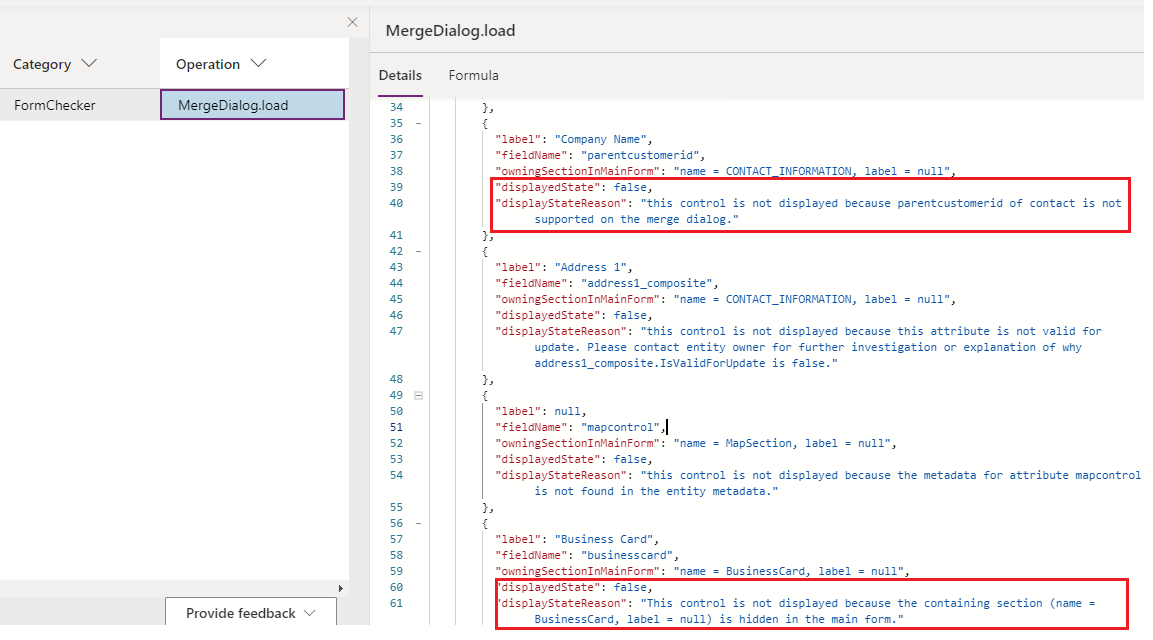 MergeDialog.load
Category
Operation
Details
Formula
FormChecker
MergeDialog.load
34 },
35 - {
36 "label": "Company Name",
37 "fieldName": "parentcustomerid",
38 "owningSectionInMainForm": "name = CONTACT_INFORMATION, label = null",
39 "displayedState": false,
40 "displayStateReason": "this control is not displayed because parentcustomerid of contact is not
supported on the merge dialog."
41 },
42 - {
43 "label": "Address 1",
44 "fieldName": "address1_composite",
45 "owningSectionInMainForm": "name = CONTACT_INFORMATION, label = null",
46 "displayedState": false,
47 "displayStateReason": "this control is not displayed because this attribute is not valid for
update. Please contact entity owner for further investigation or explanation of why
address1_composite.IsValidForUpdate is false."
48 },
49 {
50 "label": null,
51 "fieldName": "mapcontrol",
52 "owningSectionInMainForm": "name = MapSection, label = null",
53 "displayedState": false,
54 "displayStateReason": "this control is not displayed because the metadata for attribute mapcontrol
is not found in the entity metadata."
55 },
56 - {
57 "label": "Business Card",
58 "fieldName": "businesscard",
59 "owningSectionInMainForm": "name = BusinessCard, label = null",
60 "displayedState": false,
61 "displayStateReason": "This control is not displayed because the containing section (name =
BusinessCard, label = null) is hidden in the main form."
Provide feedback